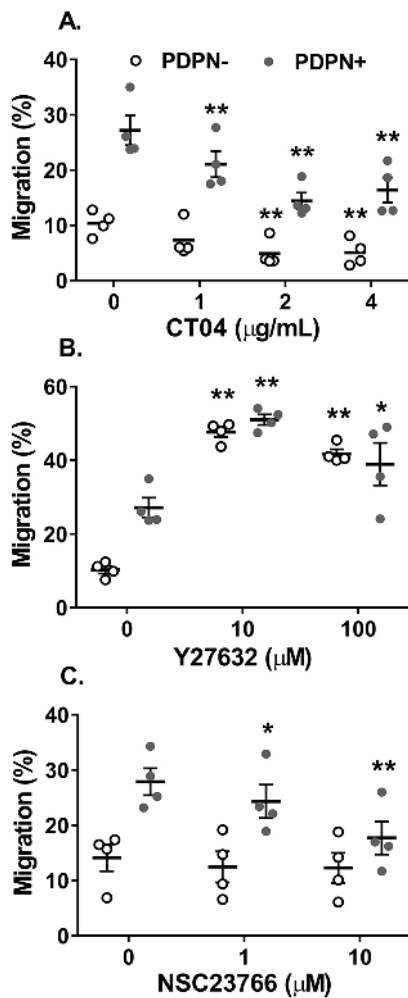 A.
PDPN- PDPN+
Migration (%)
40
30
20
10
0
** ** ** ** **
0 1 2 4
CT04 (μg/mL)
B.
Migration (%)
60
40
20
0
** ** ** *
0 10 100
Y27632 (μM)
C.
Migration (%)
40
30
20
10
0
* **
0 1 10
NSC23766 (μM)